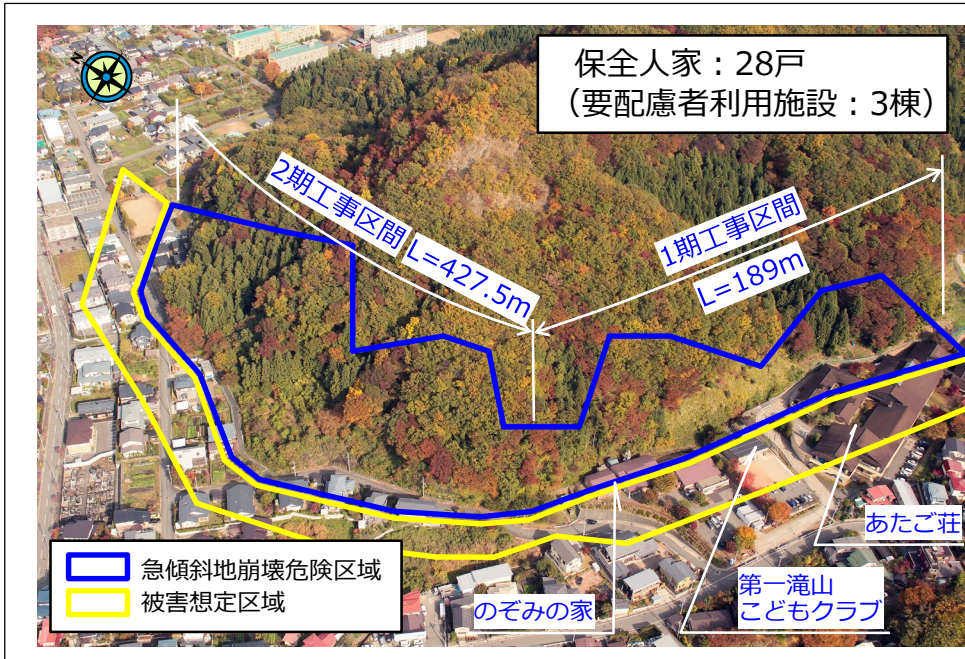 N
保全人家：28戸
（要配慮者利用施設：3棟）
2期工事区間 L=427.5m
1期工事区間
L=189m
あたご荘
第一滝山
こどもクラブ
のぞみの家
急傾斜地崩壊危険区域
被害想定区域